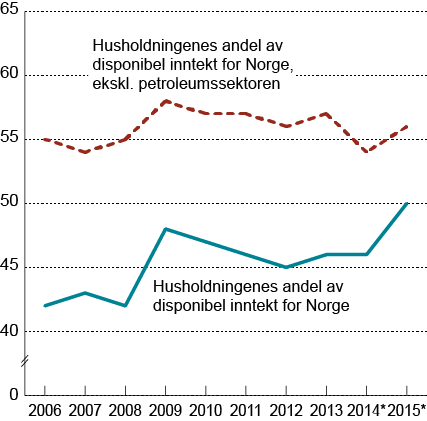 65
Husholdningenes andel av
disponibel inntekt for Norge,
ekskl. petroleumssektoren
60
55
50
45
Husholdningenes andel av
disponibel inntekt for Norge
40
0
2006 2007 2008 2009 2010 2011 2012 2013 2014* 2015*